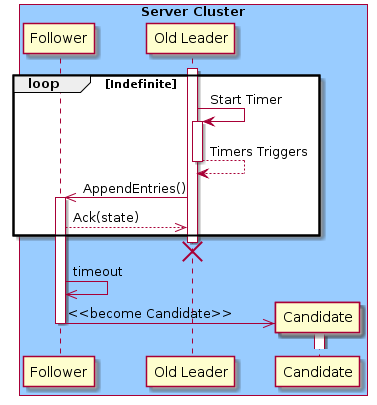 Server Cluster
Follower Old Leader
loop [Indefinite]
Start Timer
Timers Triggers
AppendEntries()
Ack(state)
timeout
<<become Candidate>>
Candidate
Follower Old Leader Candidate